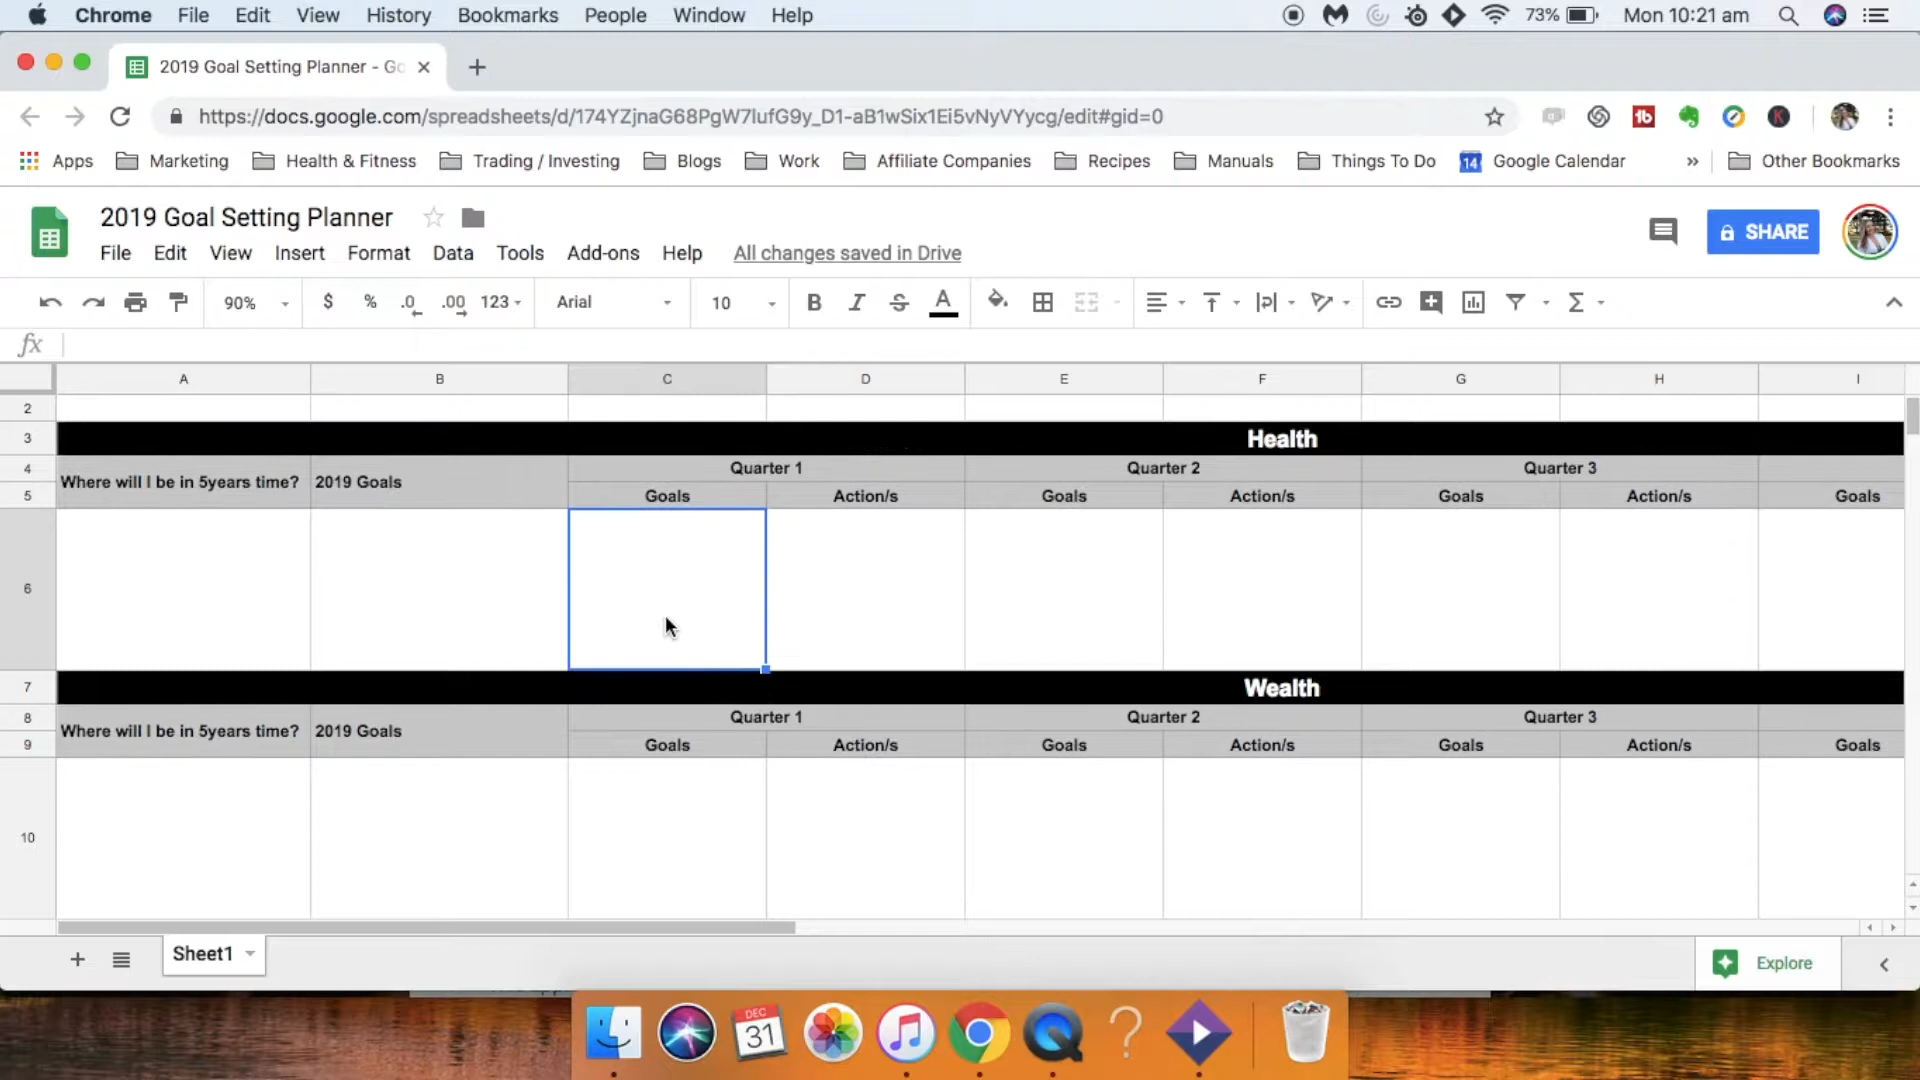 Chrome File Edit View History Bookmarks People Window Help 73% Mon 10:21 am
2019 Goal Setting Planner - Go
https://docs.google.com/spreadsheets/d/174YZjnaG68PgW7lufG9y_D1-aB1wSix1Ei5vNyVYycg/edit#gid=0
Apps Marketing Health & Fitness Trading / Investing Blogs Work Affiliate Companies Recipes Manuals Things To Do 14 Google Calendar » Other Bookmarks
2019 Goal Setting Planner
SHARE
File Edit View Insert Format Data Tools Add-ons Help All changes saved in Drive
90% $ % .0 .00 123 Arial 10 B I S A Σ
fx
A B C D E F G H I
2
3 Health
4 Where will I be in 5years time? 2019 Goals Quarter 1 Quarter 2 Quarter 3
5 Goals Action/s Goals Action/s Goals Action/s Goals
6
7 Wealth
8 Where will I be in 5years time? 2019 Goals Quarter 1 Quarter 2 Quarter 3
9 Goals Action/s Goals Action/s Goals Action/s Goals
10
+ Sheet1 Explore
DEC
31
?